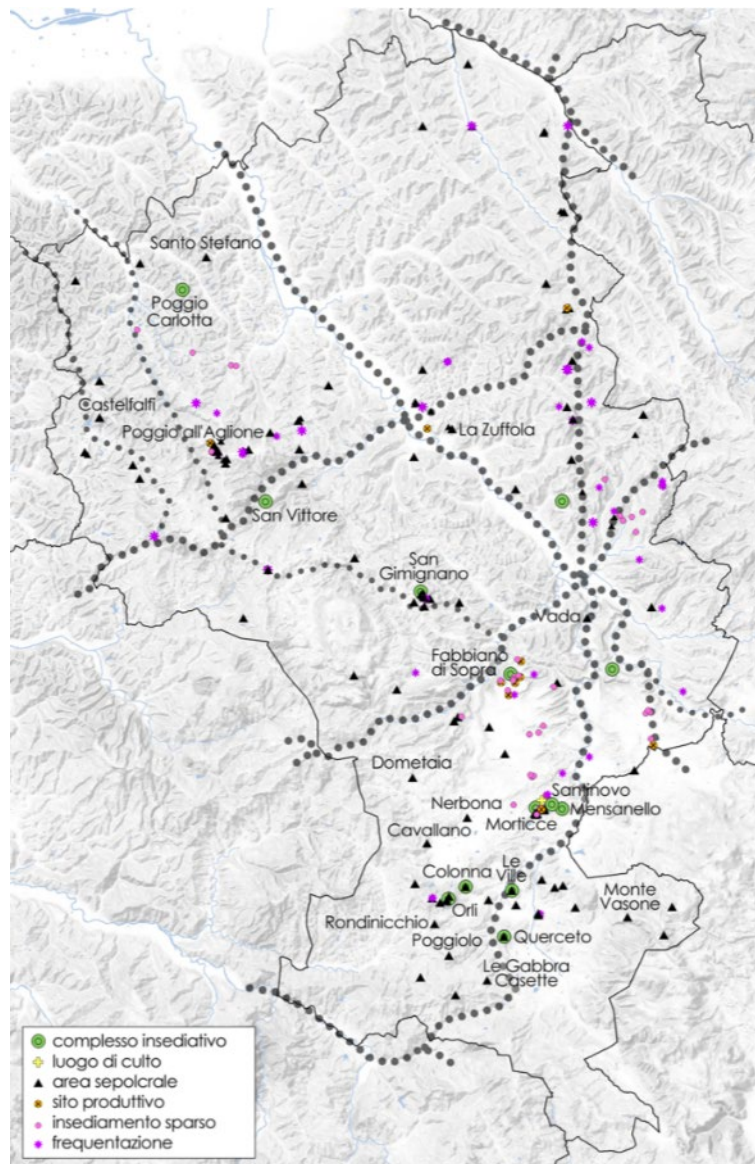 Santo Stefano
Poggio
Carlotta
Castelfalfi
Poggio all'Aglione
La Zuffola
San Vittore
San
Gimignano
Vada
Fabbiano
di Sopra
Dometaia
Santinovo
Nerbona
Mensanello
Morticce
Cavallano
Le
Ville
Colonna
Monte
Vasone
Orli
Rondinicchio
Poggiolo
Querceto
Le Gabbra
Casette
complesso insediativo
luogo di culto
area sepolcrale
sito produttivo
insediamento sparso
frequentazione